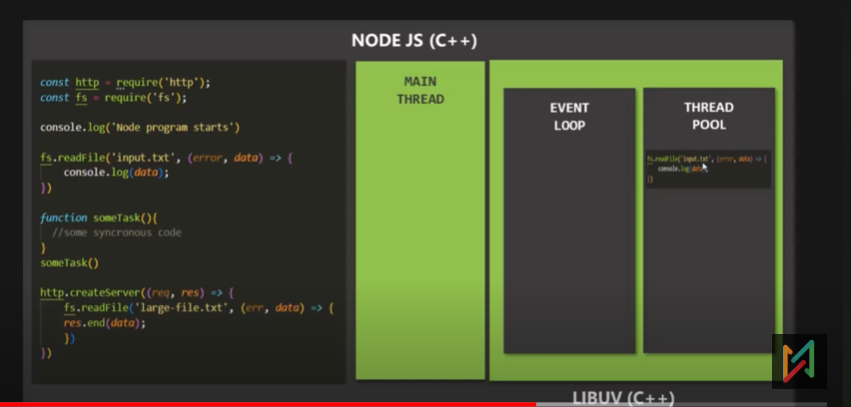 NODE JS (C++)
const http = require('http');
const fs = require('fs');
console.log('Node program starts')
fs.readFile('input.txt', (error, data) => {
console.log(data);
})
function someTask(){
//some syncronous code
}
someTask()
http.createServer((req, res) => {
fs.readFile('large-file.txt', (err, data) => {
res.end(data);
})
})
MAIN
THREAD
EVENT
LOOP
THREAD
POOL
fs.readFile('input.txt', (error, data) => {
console.log(data);
})
LIBUV (C++)